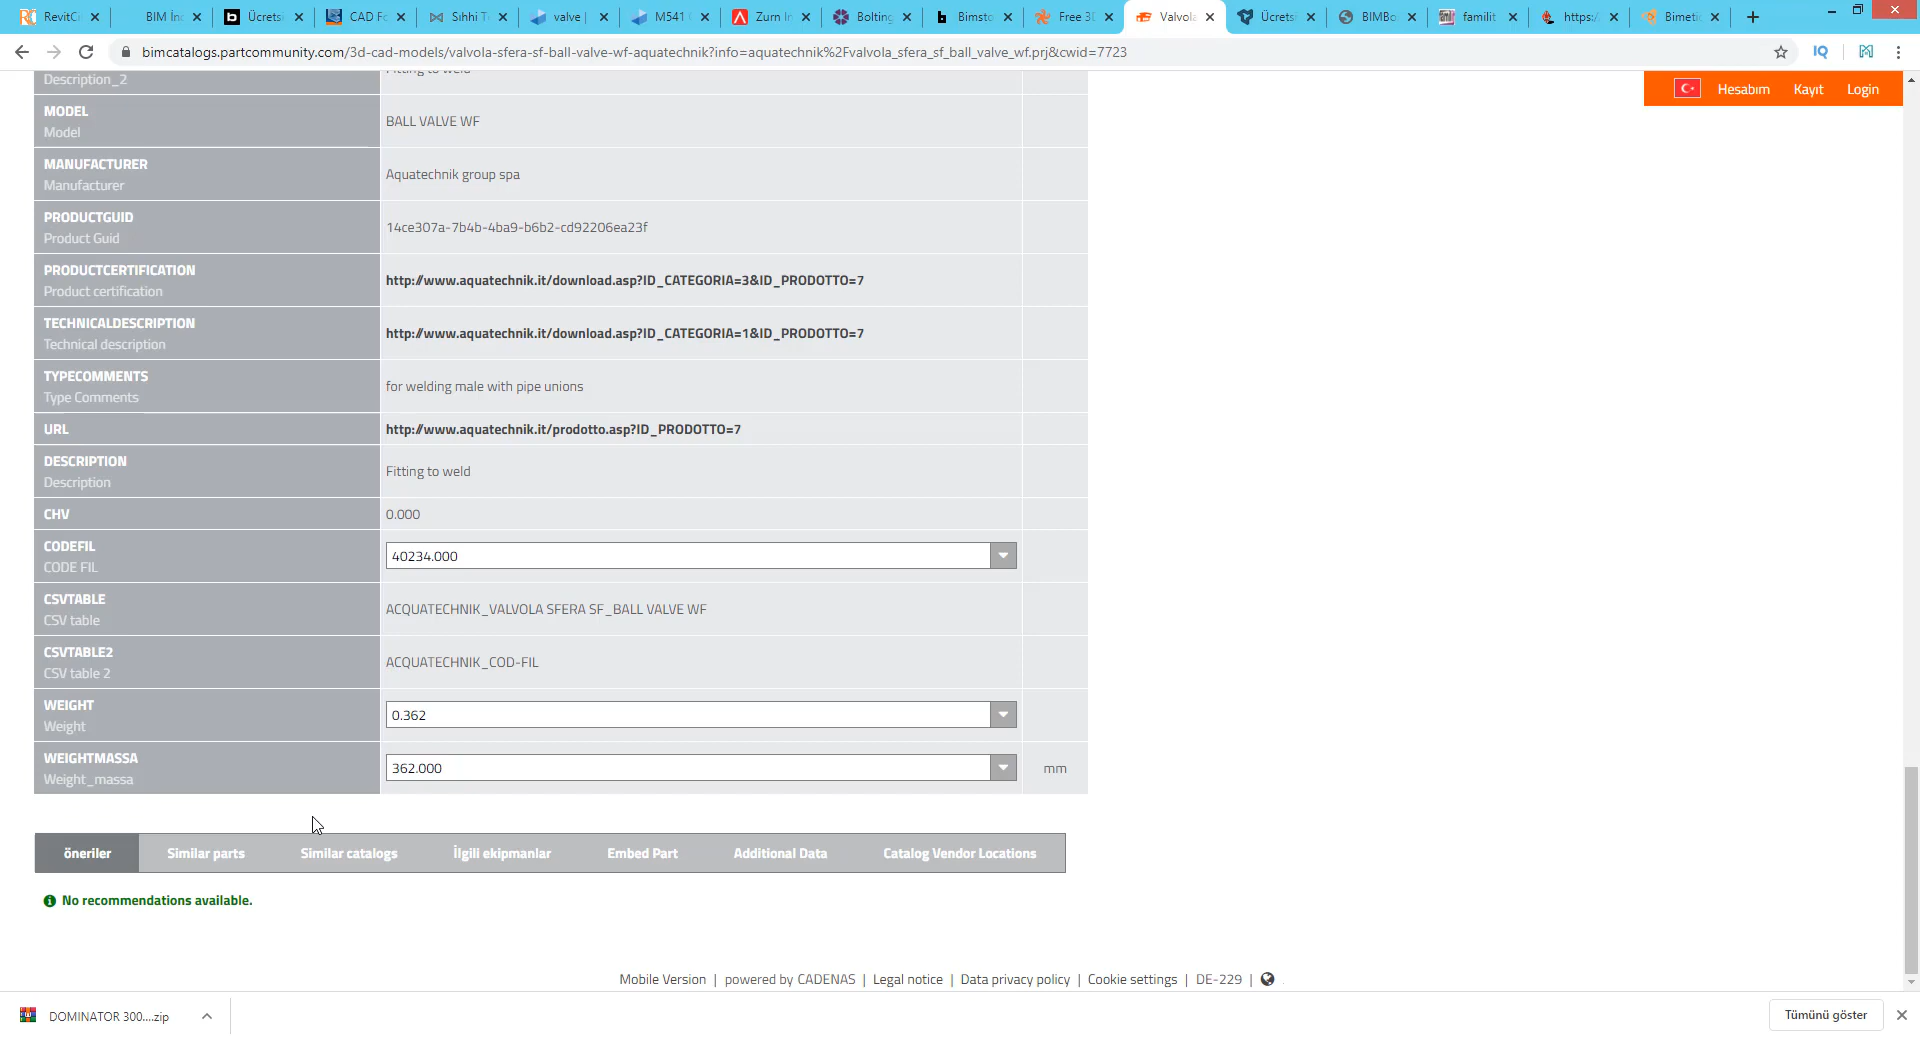 RevitCi
BIM İnd
Ücretsi
CAD Fo
Sıhhi T
valve |
M541 C
Zurn In
Bolting
Bimsto
Free 3D
Valvola
Ücretsi
BIMBo
familit
https:/
Bimetic
bimcatalogs.partcommunity.com/3d-cad-models/valvola-sfera-sf-ball-valve-wf-aquatechnik?info=aquatechnik%2Fvalvola_sfera_sf_ball_valve_wf.prj&cwid=7723
IQ
Hesabım Kayıt Login
Description_2
Fitting to weld
MODEL
Model
BALL VALVE WF
MANUFACTURER
Manufacturer
Aquatechnik group spa
PRODUCTGUID
Product Guid
14ce307a-7b4b-4ba9-b6b2-cd92206ea23f
PRODUCTCERTIFICATION
Product certification
http://www.aquatechnik.it/download.asp?ID_CATEGORIA=3&ID_PRODOTTO=7
TECHNICALDESCRIPTION
Technical description
http://www.aquatechnik.it/download.asp?ID_CATEGORIA=1&ID_PRODOTTO=7
TYPECOMMENTS
Type Comments
for welding male with pipe unions
URL
http://www.aquatechnik.it/prodotto.asp?ID_PRODOTTO=7
DESCRIPTION
Description
Fitting to weld
CHV
0.000
CODEFIL
CODE FIL
40234.000
CSVTABLE
CSV table
ACQUATECHNIK_VALVOLA SFERA SF_BALL VALVE WF
CSVTABLE2
CSV table 2
ACQUATECHNIK_COD-FIL
WEIGHT
Weight
0.362
WEIGHTMASSA
Weight_massa
362.000
mm
öneriler Similar parts Similar catalogs İlgili ekipmanlar Embed Part Additional Data Catalog Vendor Locations
No recommendations available.
Mobile Version | powered by CADENAS | Legal notice | Data privacy policy | Cookie settings | DE-229 |
DOMINATOR 300....zip
Tümünü göster